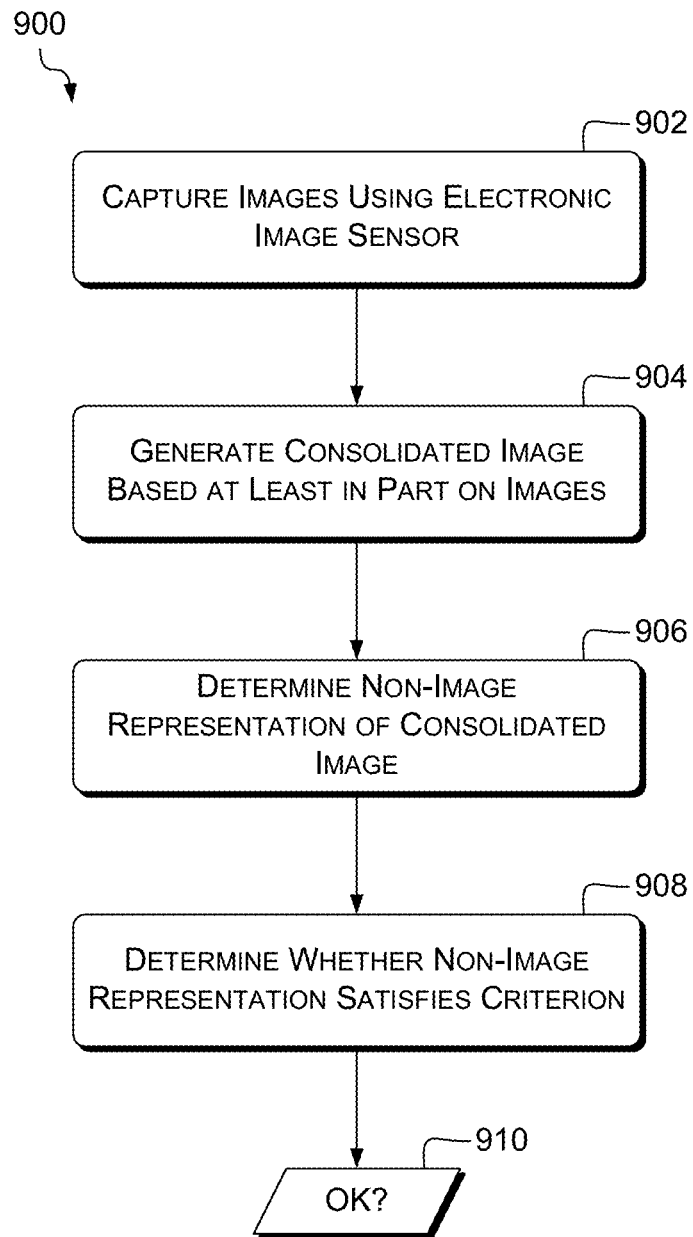 900
902
CAPTURE IMAGES USING ELECTRONIC
IMAGE SENSOR
904
GENERATE CONSOLIDATED IMAGE
BASED AT LEAST IN PART ON IMAGES
906
DETERMINE NON-IMAGE
REPRESENTATION OF CONSOLIDATED
IMAGE
908
DETERMINE WHETHER NON-IMAGE
REPRESENTATION SATISFIES CRITERION
910
OK?